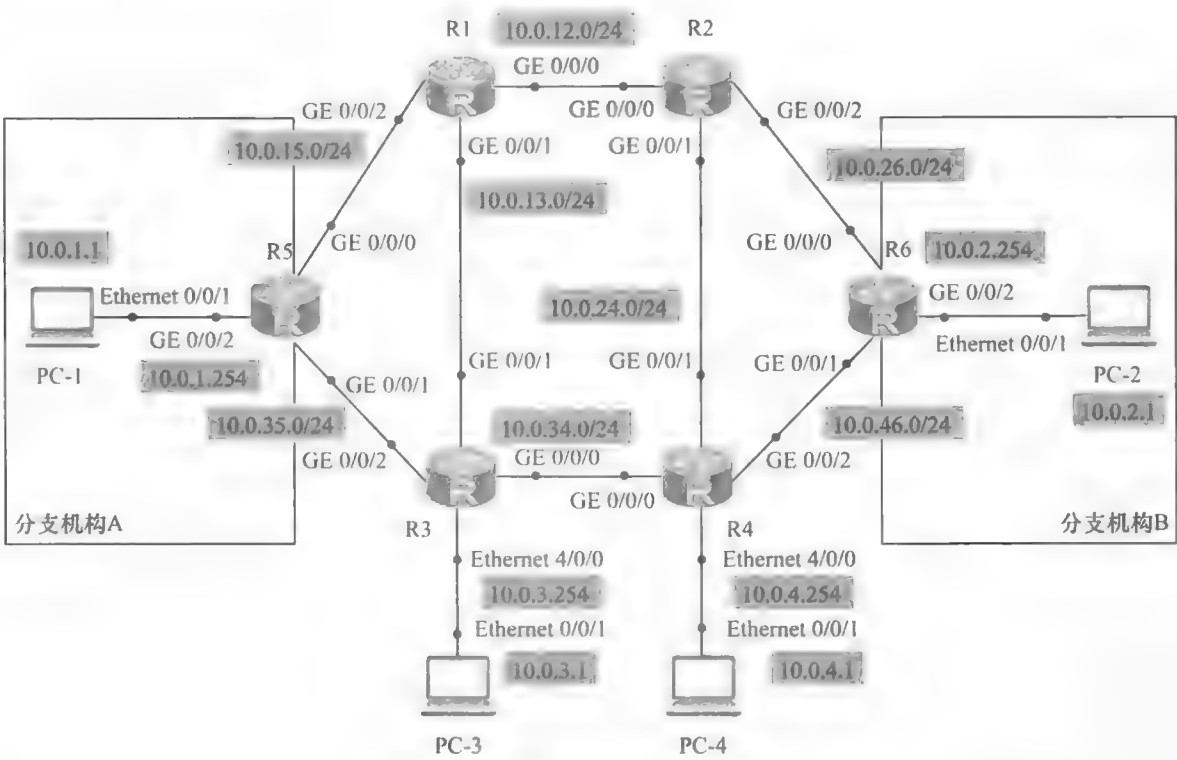 R1
10.0.12.0/24
R2
GE 0/0/0
GE 0/0/2
GE 0/0/0
GE 0/0/2
10.0.15.0/24
GE 0/0/1
GE 0/0/1
10.0.26.0/24
10.0.13.0/24
10.0.1.1
R5
GE 0/0/0
GE 0/0/0
R6
10.0.2.254
Ethernet 0/0/1
R
GE 0/0/2
10.0.24.0/24
GE 0/0/2
Ethernet 0/0/1
PC-1
10.0.1.254
GE 0/0/1
GE 0/0/1
GE 0/0/1
GE 0/0/1
PC-2
10.0.35.0/24
10.0.34.0/24
10.0.46.0/24
10.0.2.1
GE 0/0/2
GE 0/0/0
GE 0/0/0
GE 0/0/2
分支机构A
R3
R4
分支机构B
Ethernet 4/0/0
Ethernet 4/0/0
10.0.3.254
10.0.4.254
Ethernet 0/0/1
Ethernet 0/0/1
10.0.3.1
10.0.4.1
PC-3
PC-4